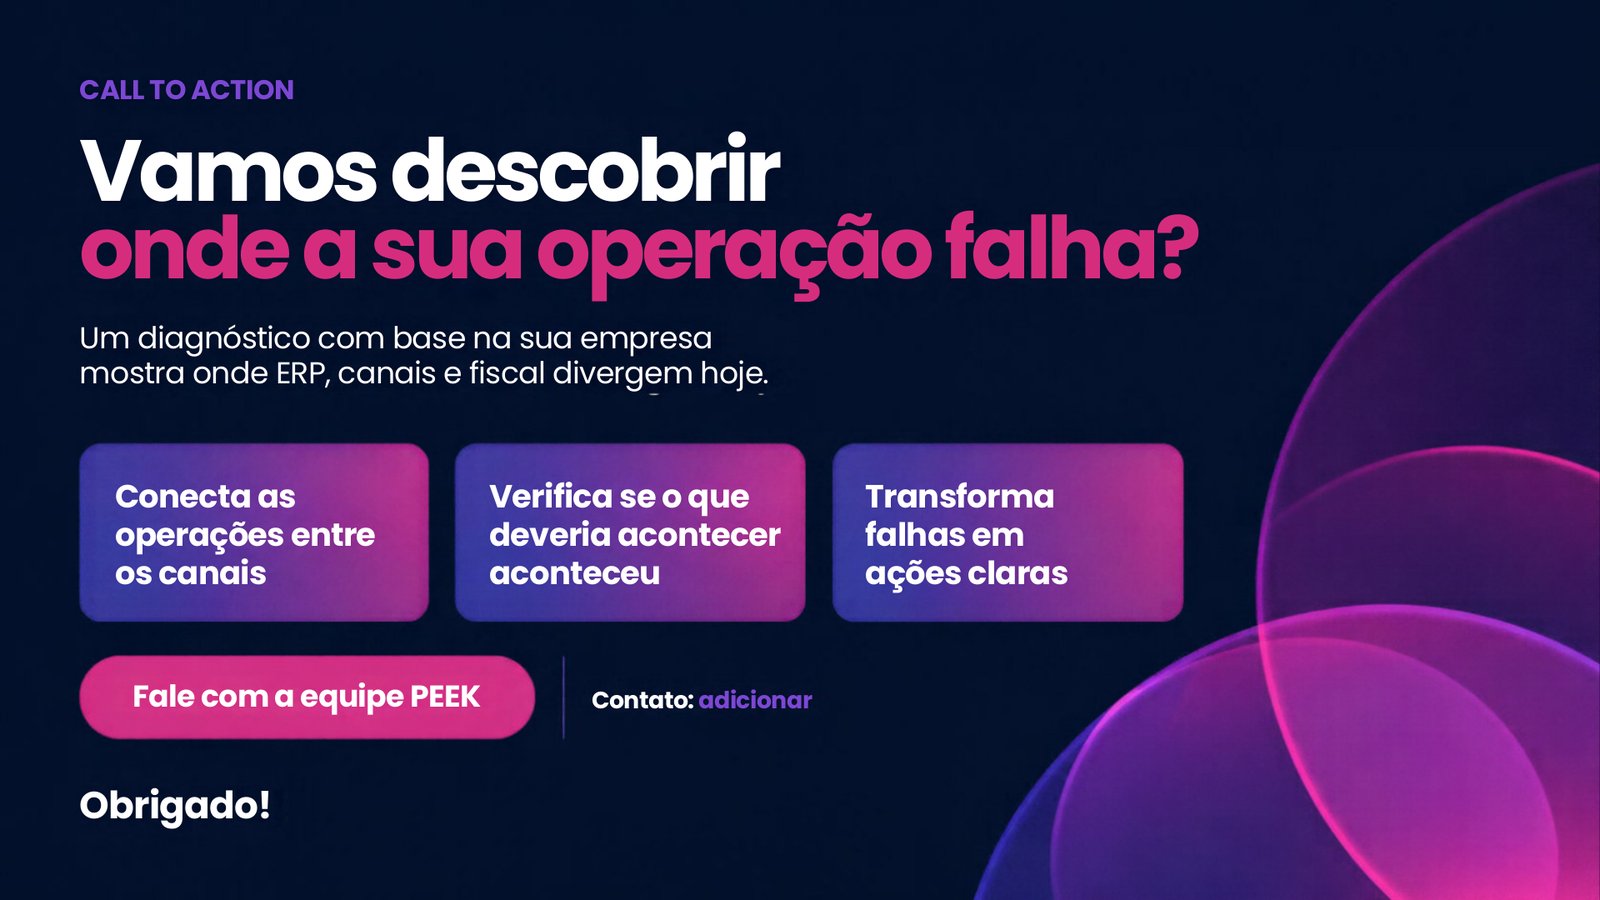 CALL TO ACTION
Vamos descobrir
onde a sua operação falha?
Um diagnóstico com base na sua empresa
mostra onde ERP, canais e fiscal divergem hoje.
Conecta as
operações entre
os canais
Verifica se o que
deveria acontecer
aconteceu
Transforma
falhas em
ações claras
Fale com a equipe PEEK
Contato: adicionar
Obrigado!